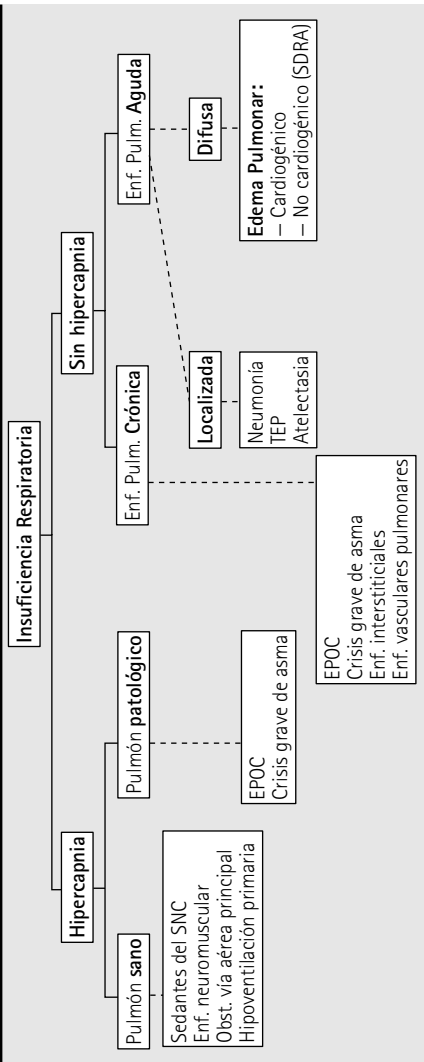 Insuficiencia Respiratoria
Hipercapnia
Sin hipercapnia
Pulmón sano
Pulmón patológico
Enf. Pulm. Crónica
Enf. Pulm. Aguda
Sedantes del SNC
Enf. neuromuscular
Obst. vía aérea principal
Hipoventilación primaria
EPOC
Crisis grave de asma
EPOC
Crisis grave de asma
Enf. intersticiales
Enf. vasculares pulmonares
Localizada
Neumonía
TEP
Atelectasia
Difusa
Edema Pulmonar:
– Cardiogénico
– No cardiogénico (SDRA)